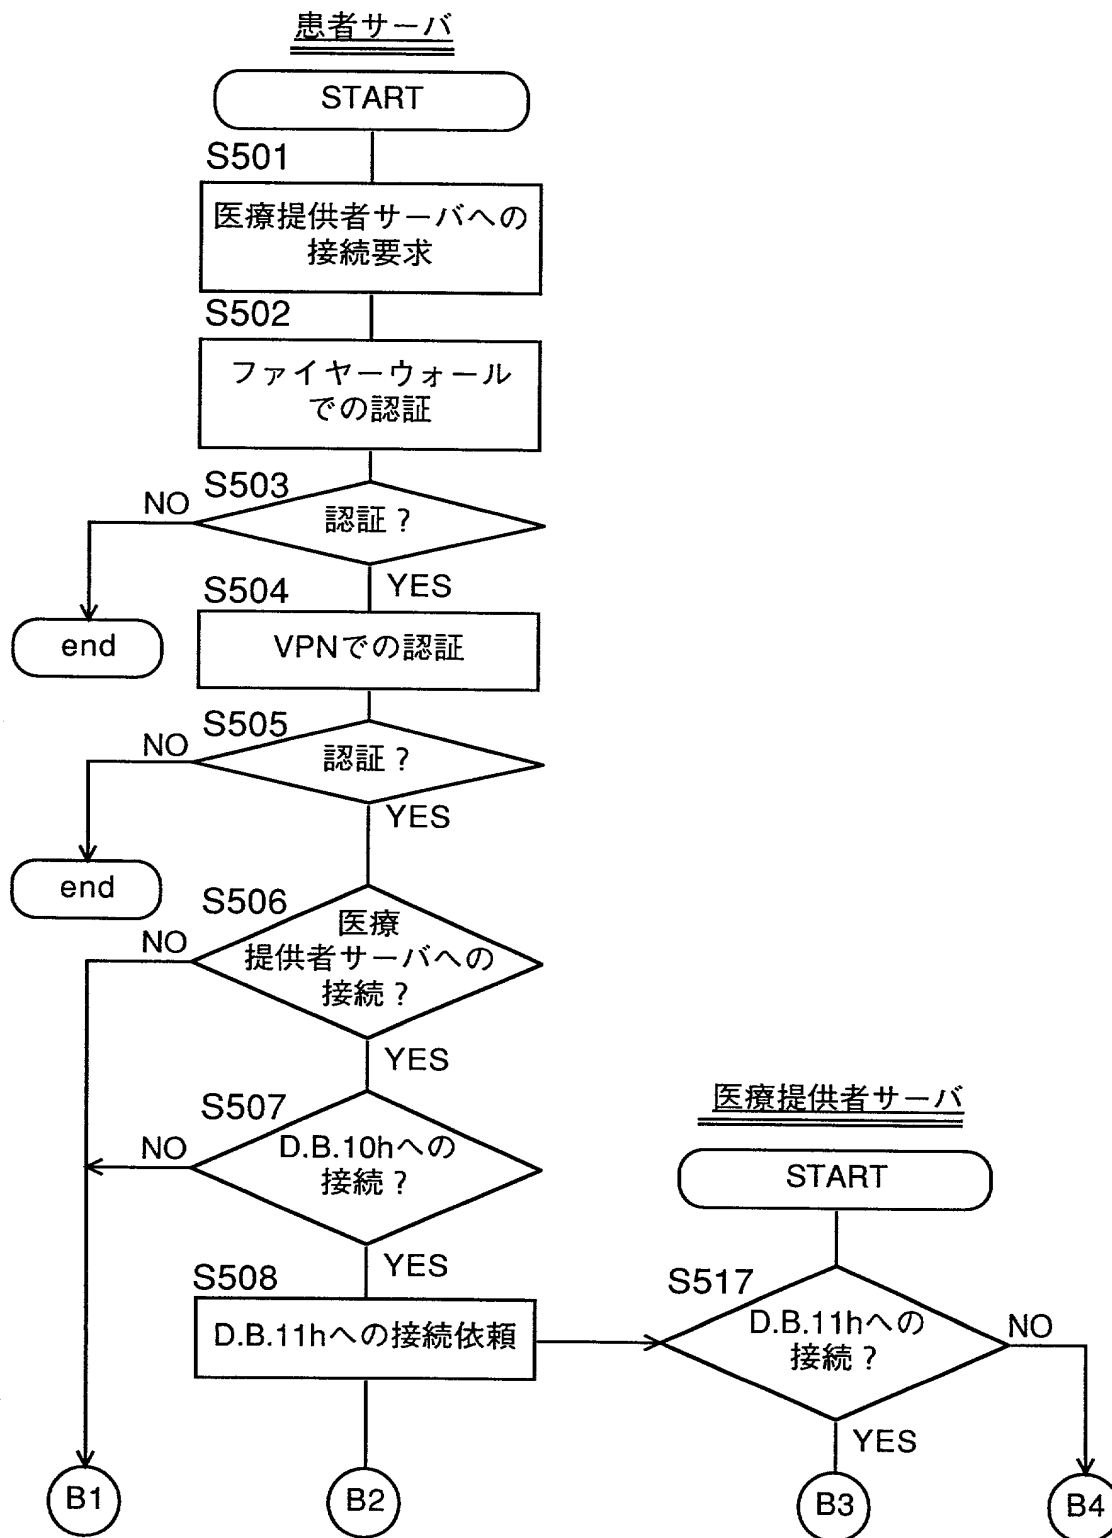 患者サーバ
START
S501
医療提供者サーバへの
接続要求
S502
ファイヤーウォール
での認証
S503
NO
認証?
YES
S504
end
VPNでの認証
S505
NO
認証?
YES
end
S506
NO
医療
提供者サーバへの
接続?
YES
S507
NO
D.B.10hへの
接続?
YES
S508
D.B.11hへの接続依頼
医療提供者サーバ
START
S517
D.B.11hへの
接続?
NO
YES
B1
B2
B3
B4